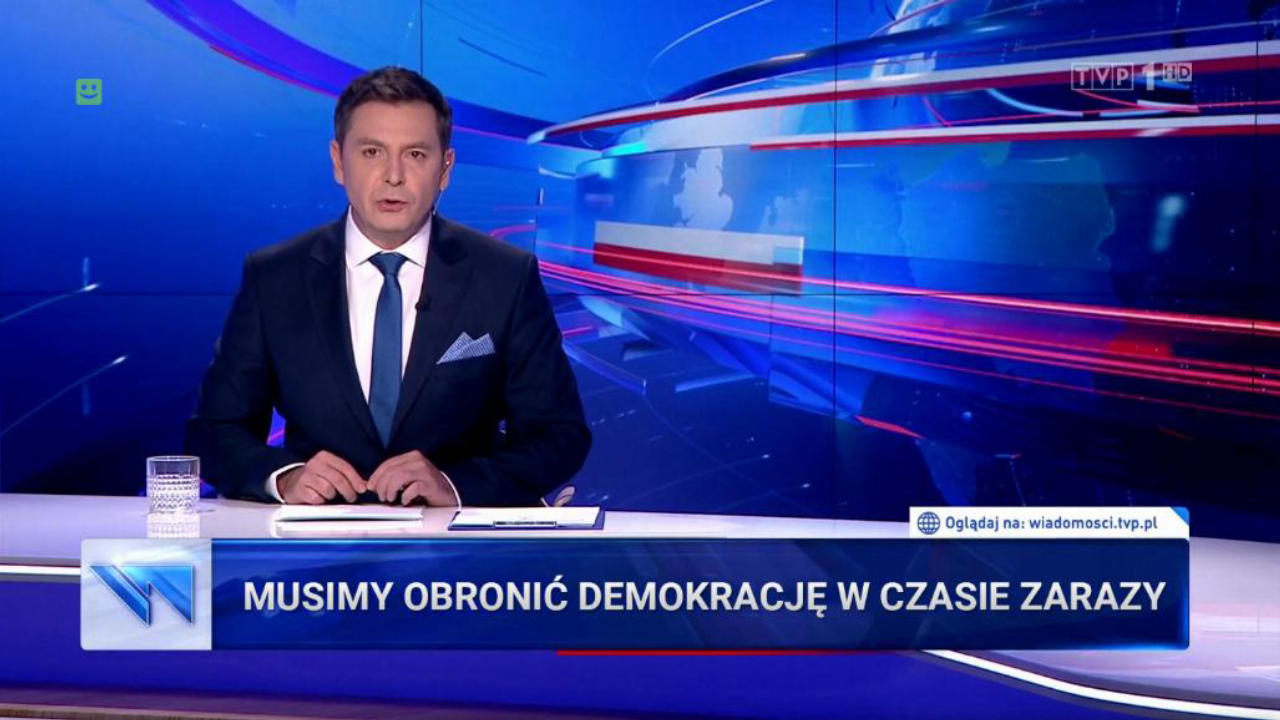 TVP 1 HD
Oglądaj na: wiadomosci.tvp.pl
MUSIMY OBRONIĆ DEMOKRACJĘ W CZASIE ZARAZY